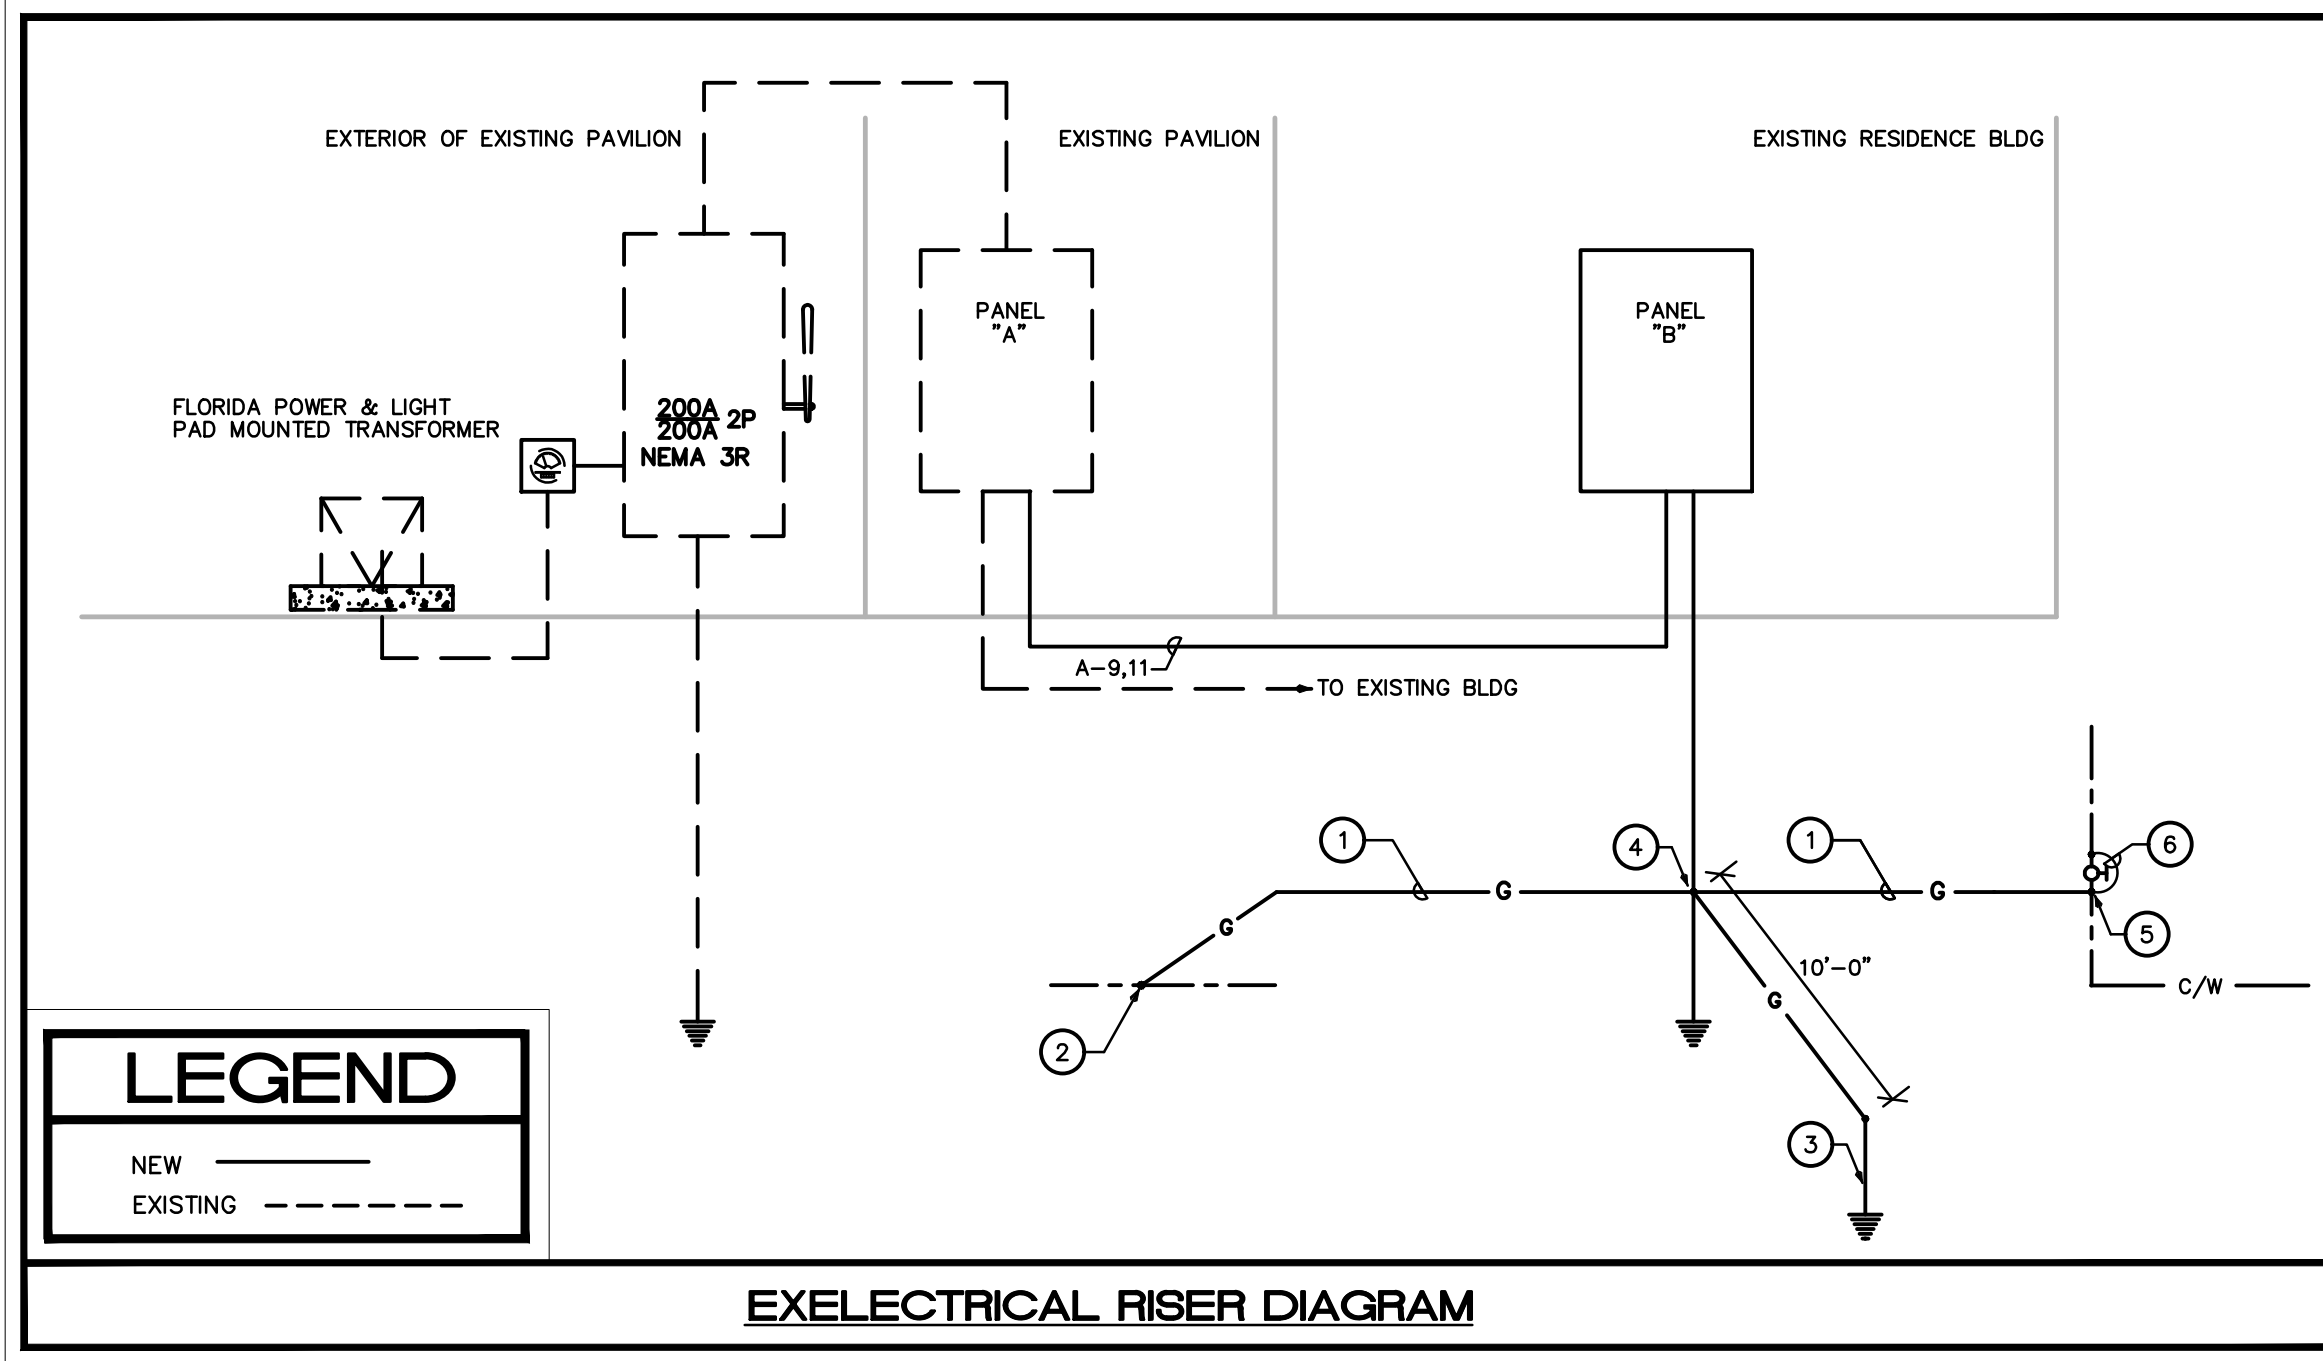 EXTERIOR OF EXISTING PAVILION
EXISTING PAVILION
EXISTING RESIDENCE BLDG
PANEL
"A"
PANEL
"B"
FLORIDA POWER & LIGHT
PAD MOUNTED TRANSFORMER
200A
200A
2P
NEMA 3R
A-9,11
TO EXISTING BLDG
1
4
1
6
G
G
G
5
10'-0"
G
C/W
2
3
LEGEND
NEW
EXISTING
EXELECTRICAL RISER DIAGRAM